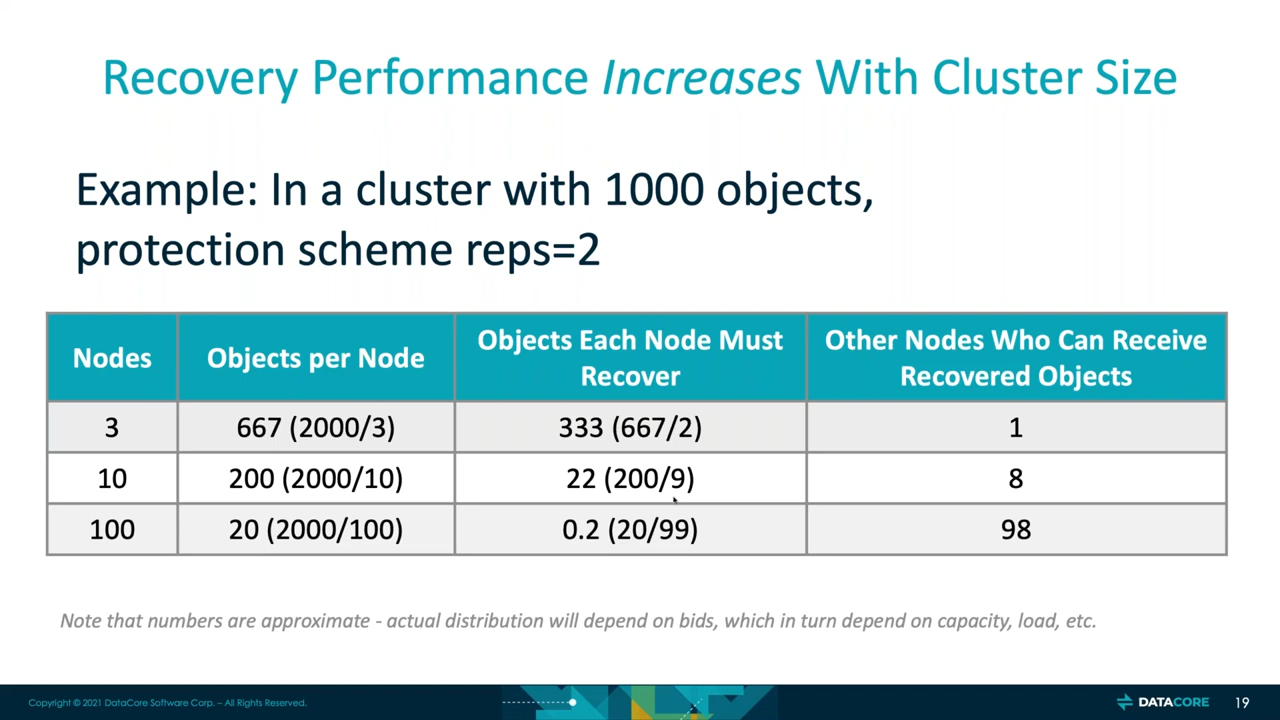 Recovery Performance Increases With Cluster Size
Example: In a cluster with 1000 objects,
protection scheme reps=2
Nodes
Objects per Node
Objects Each Node Must
Recover
Other Nodes Who Can Receive
Recovered Objects
3
667 (2000/3)
333 (667/2)
1
10
200 (2000/10)
22 (200/9)
8
100
20 (2000/100)
0.2 (20/99)
98
Note that numbers are approximate - actual distribution will depend on bids, which in turn depend on capacity, load, etc.
Copyright © 2021 DataCore Software Corp. – All Rights Reserved.
DATACORE
19